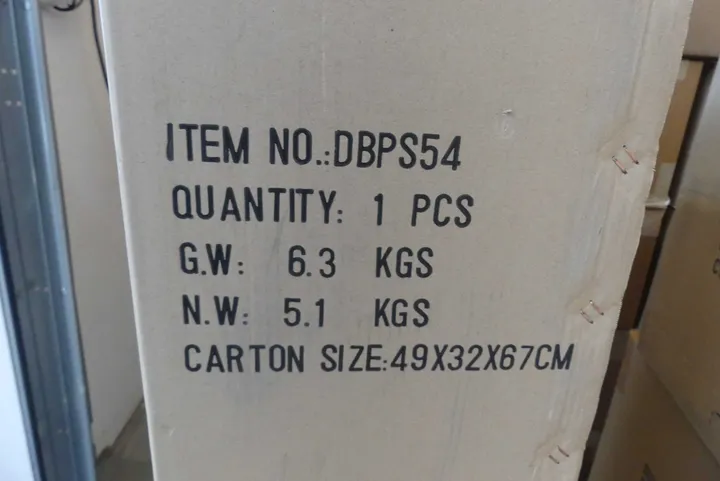 ITEM NO.:DBPS54
QUANTITY: 1 PCS
G.W: 6.3 KGS
N.W: 5.1 KGS
CARTON SIZE:49X32X67CM